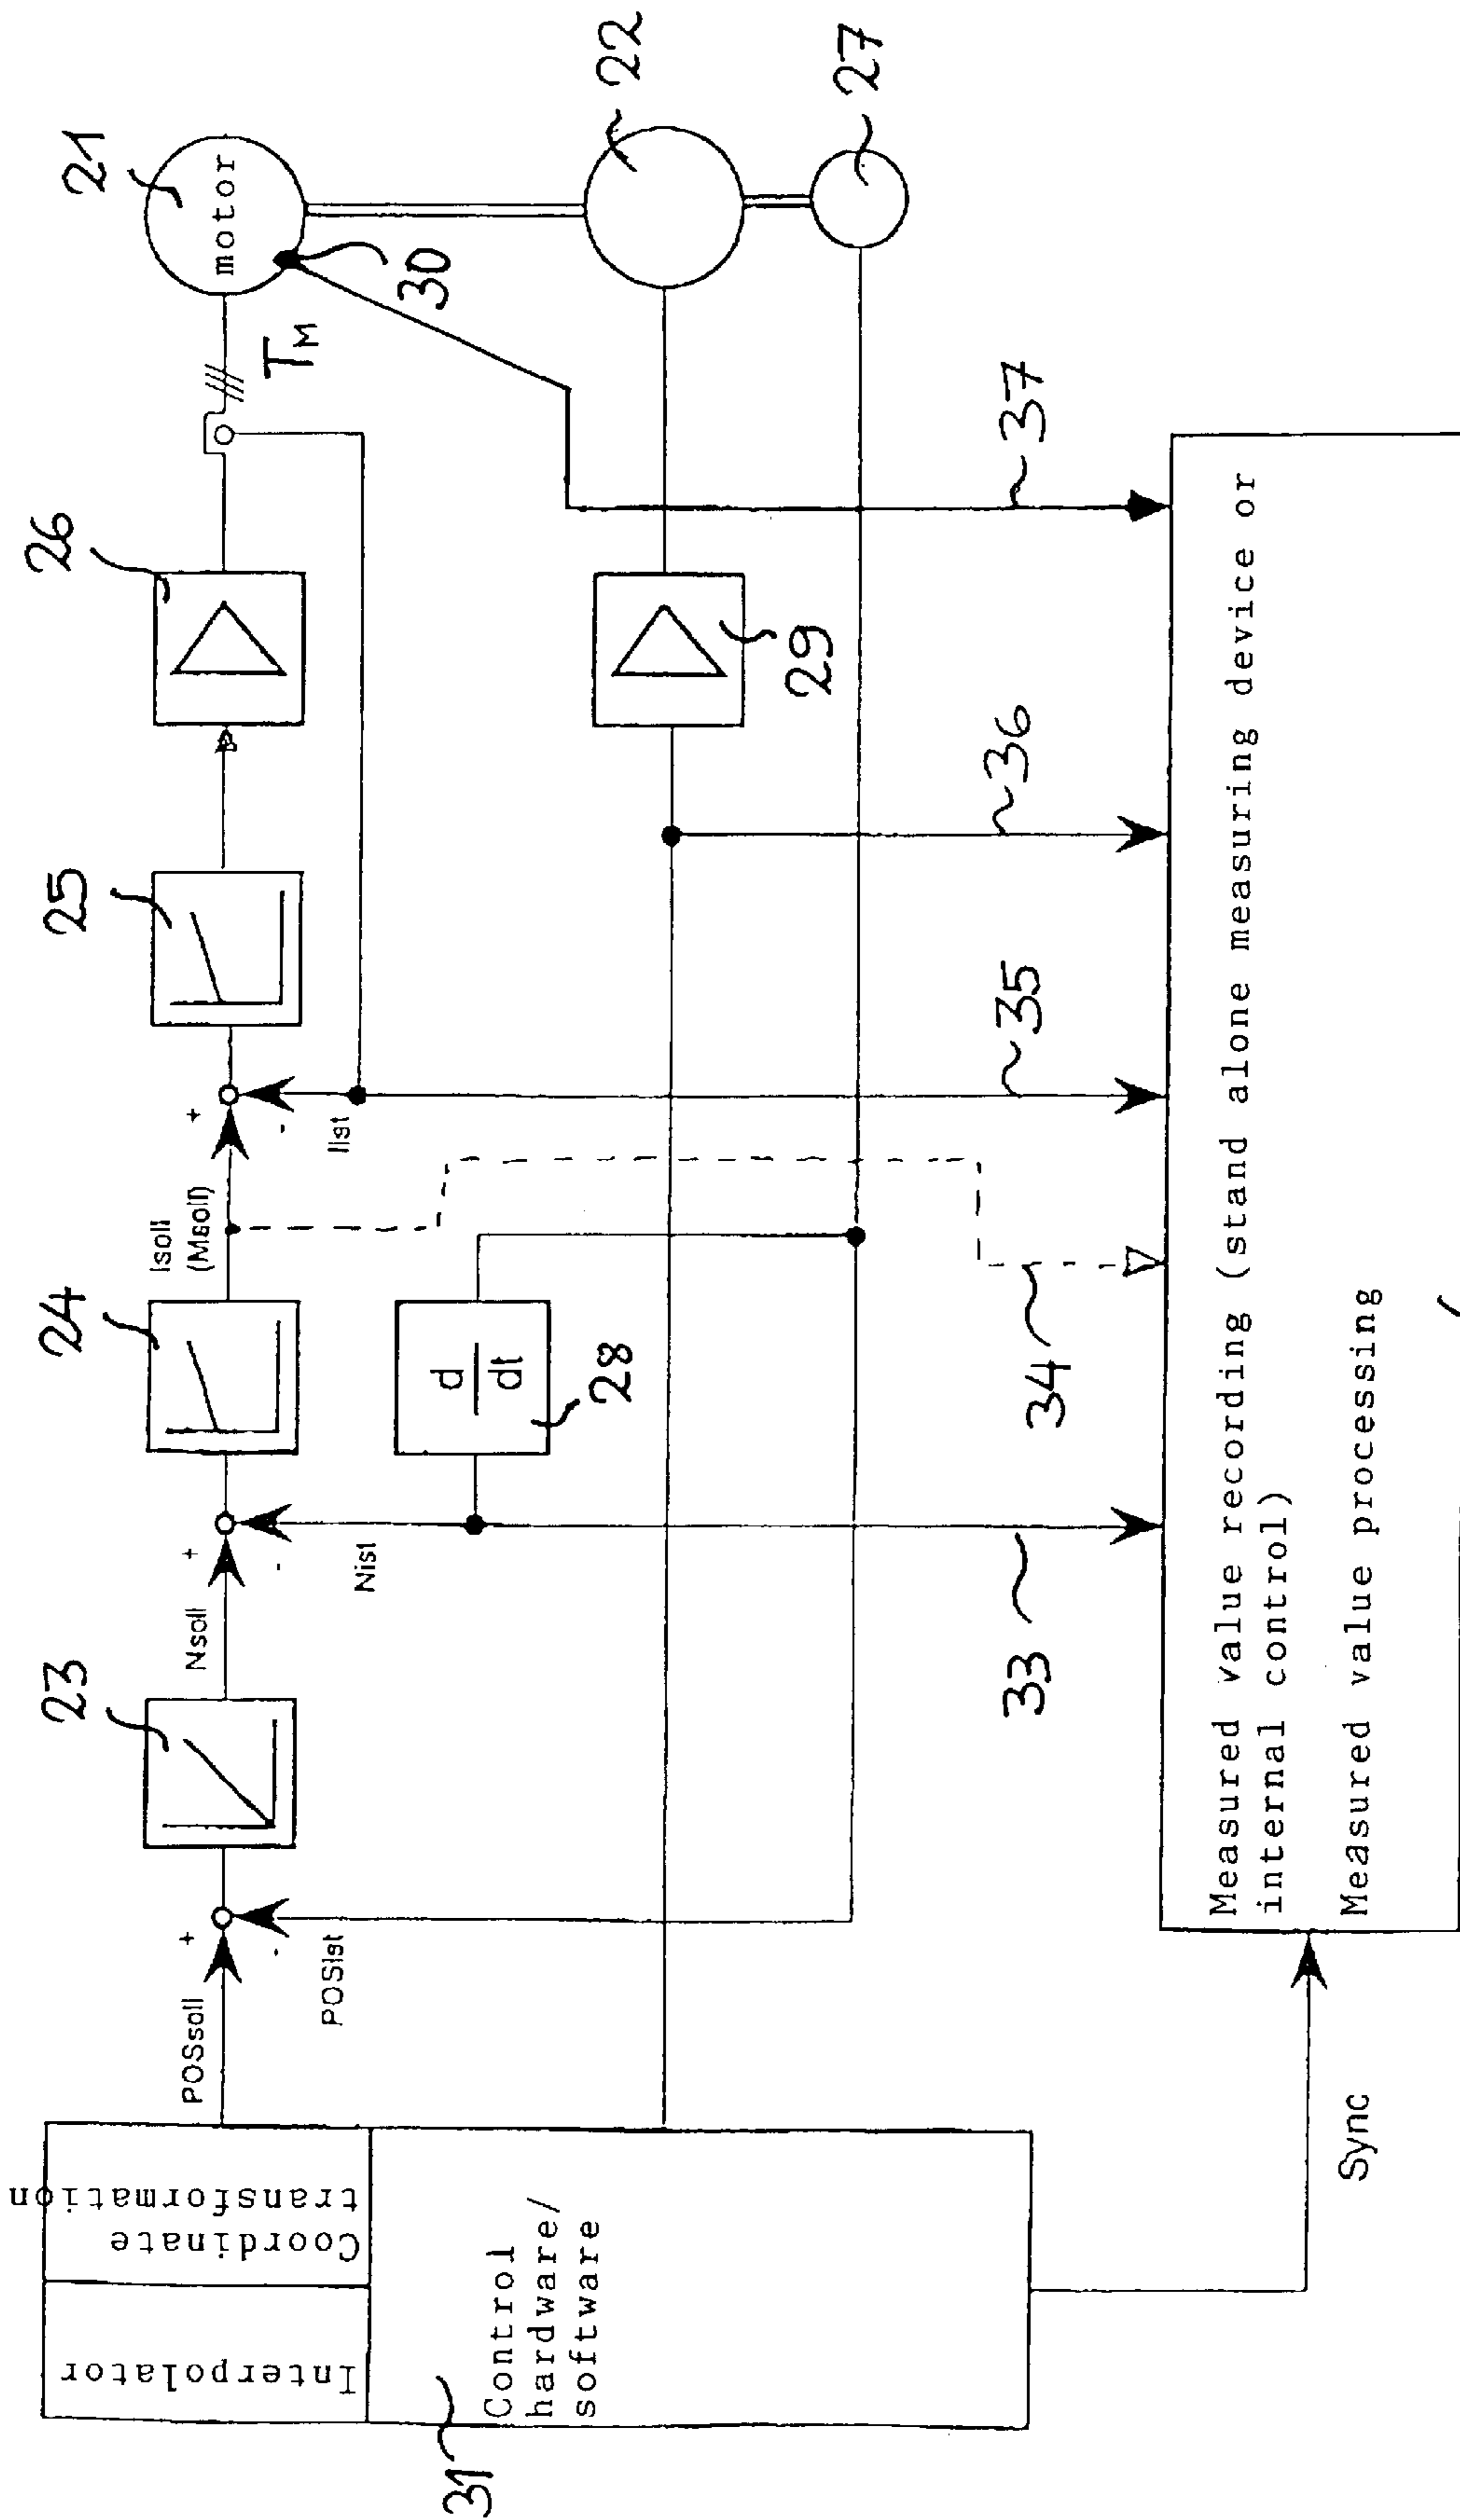 21
22
27
26
T M
30
25
29
24
Isoll
(Msoll)
IIst
36
37
35
d
dt
28
34
23
Nsoll
+
-
Nist
33
+
-
+
-
POSsoll
POSist
Interpolator
Coordinate
transformation
Control
hardware/
software
31
Sync
motor
Measured value recording (stand alone measuring device or
internal control)
Measured value processing